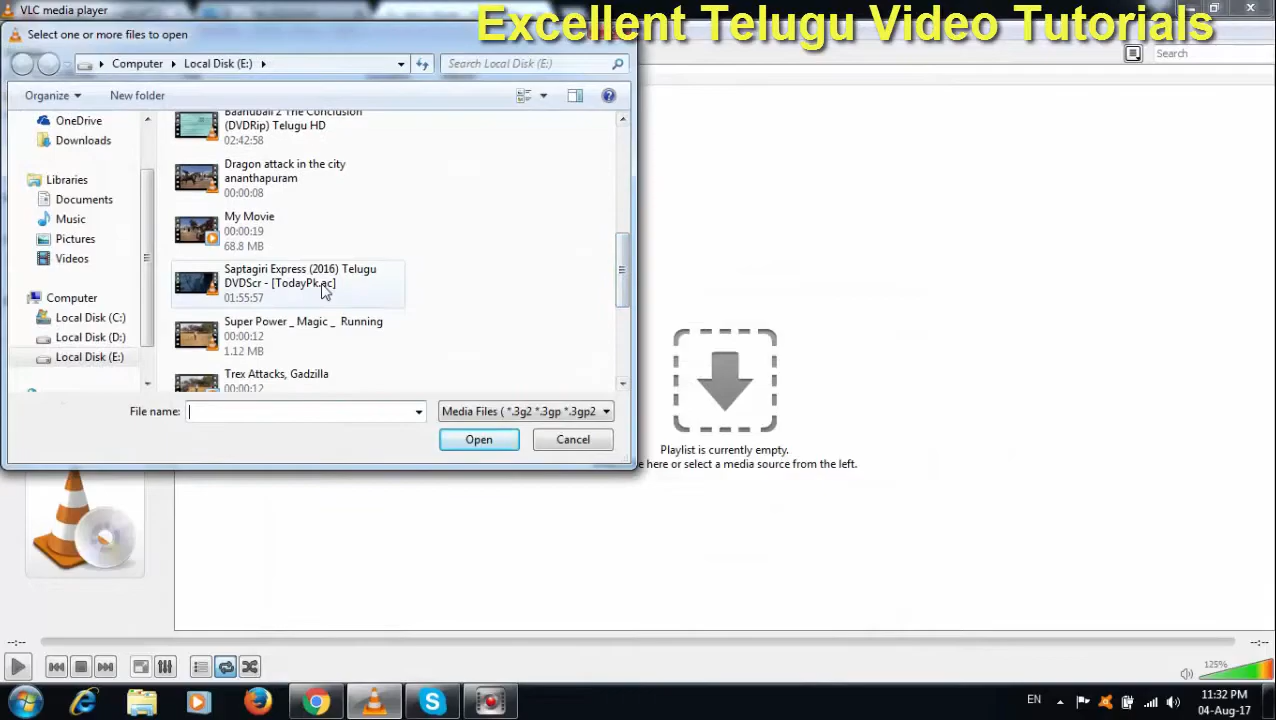 VLC media player
Excellent Telugu Video Tutorials
Select one or more files to open
Computer
Local Disk (E:)
Search Local Disk (E:)
Search
Organize
New folder
OneDrive
Downloads
Libraries
Documents
Music
Pictures
Videos
Computer
Local Disk (C:)
Local Disk (D:)
Local Disk (E:)
Baahubali 2 The Conclusion
(DVDRip) Telugu HD
02:42:58
Dragon attack in the city
ananthapuram
00:00:08
My Movie
00:00:19
68.8 MB
Saptagiri Express (2016) Telugu
DVDScr - [TodayPk.ac]
01:55:57
Super Power _ Magic _ Running
00:00:12
1.12 MB
Trex Attacks, Gadzilla
00:00:12
File name:
Media Files ( *.3g2 *.3gp *.3gp2
Open
Cancel
Playlist is currently empty.
here or select a media source from the left.
--:--
--:--
125%
EN
11:32 PM
04-Aug-17